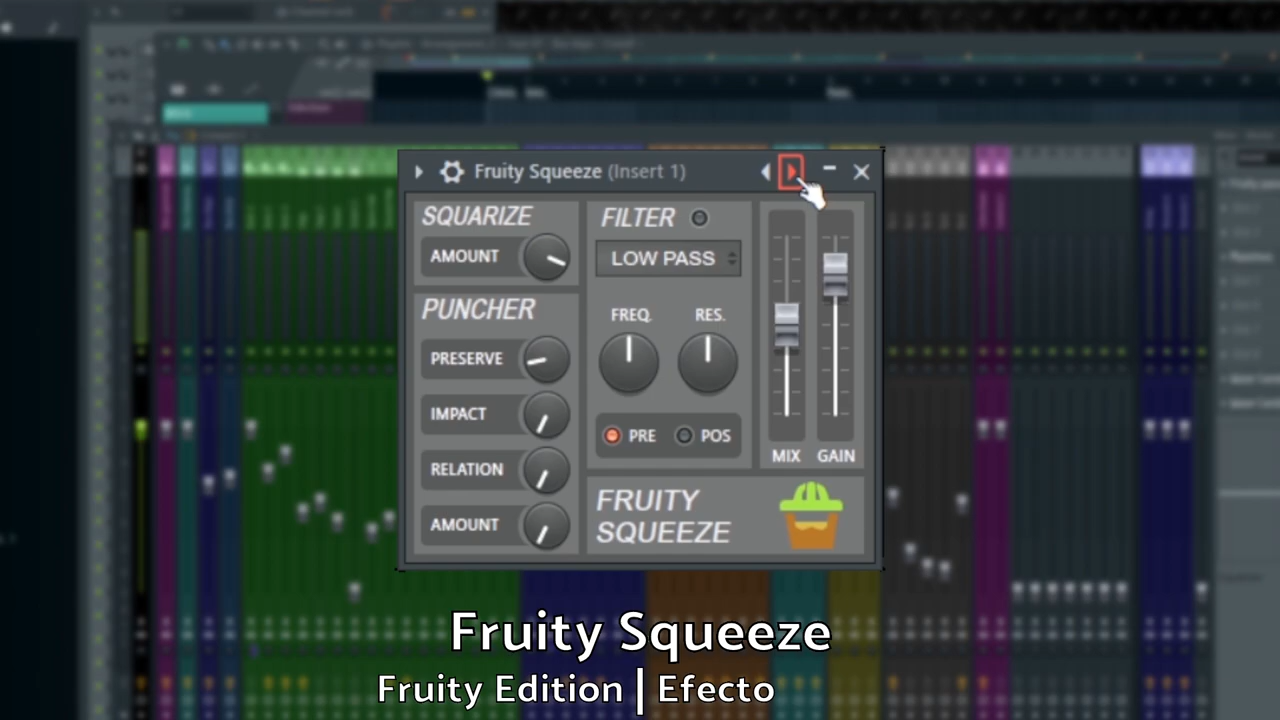 Fruity Squeeze (Insert 1)
SQUARIZE
AMOUNT
PUNCHER
PRESERVE
IMPACT
RELATION
AMOUNT
FILTER
LOW PASS
FREQ.
RES.
PRE
POS
MIX
GAIN
FRUITY
SQUEEZE
Fruity Squeeze
Fruity Edition | Efecto